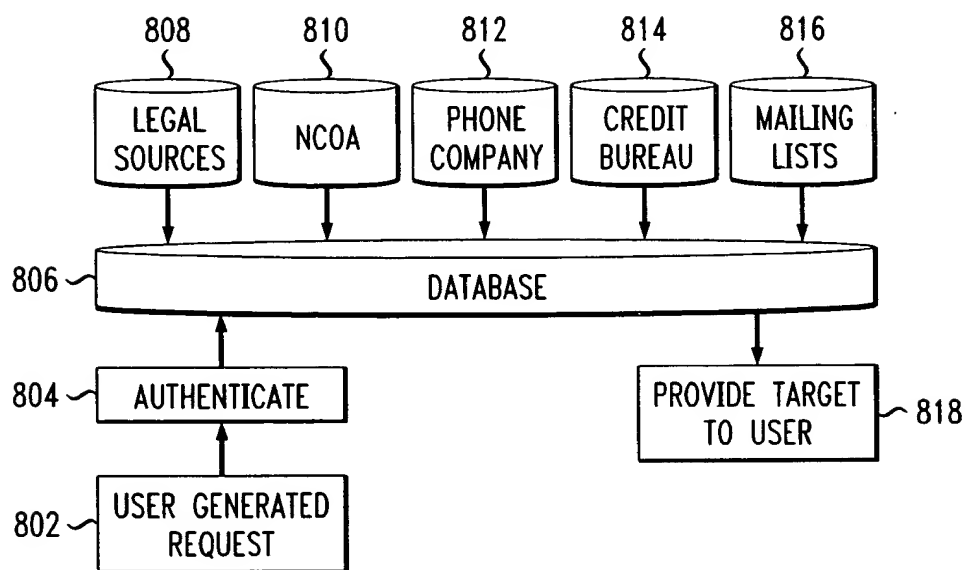 808
810
812
814
816
LEGAL
SOURCES
NCOA
PHONE
COMPANY
CREDIT
BUREAU
MAILING
LISTS
806
DATABASE
804
AUTHENTICATE
PROVIDE TARGET
TO USER
818
802
USER GENERATED
REQUEST